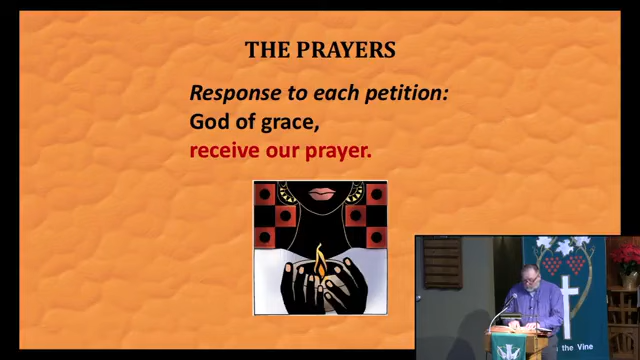 THE PRAYERS
Response to each petition:
God of grace,
receive our prayer.
the Vine